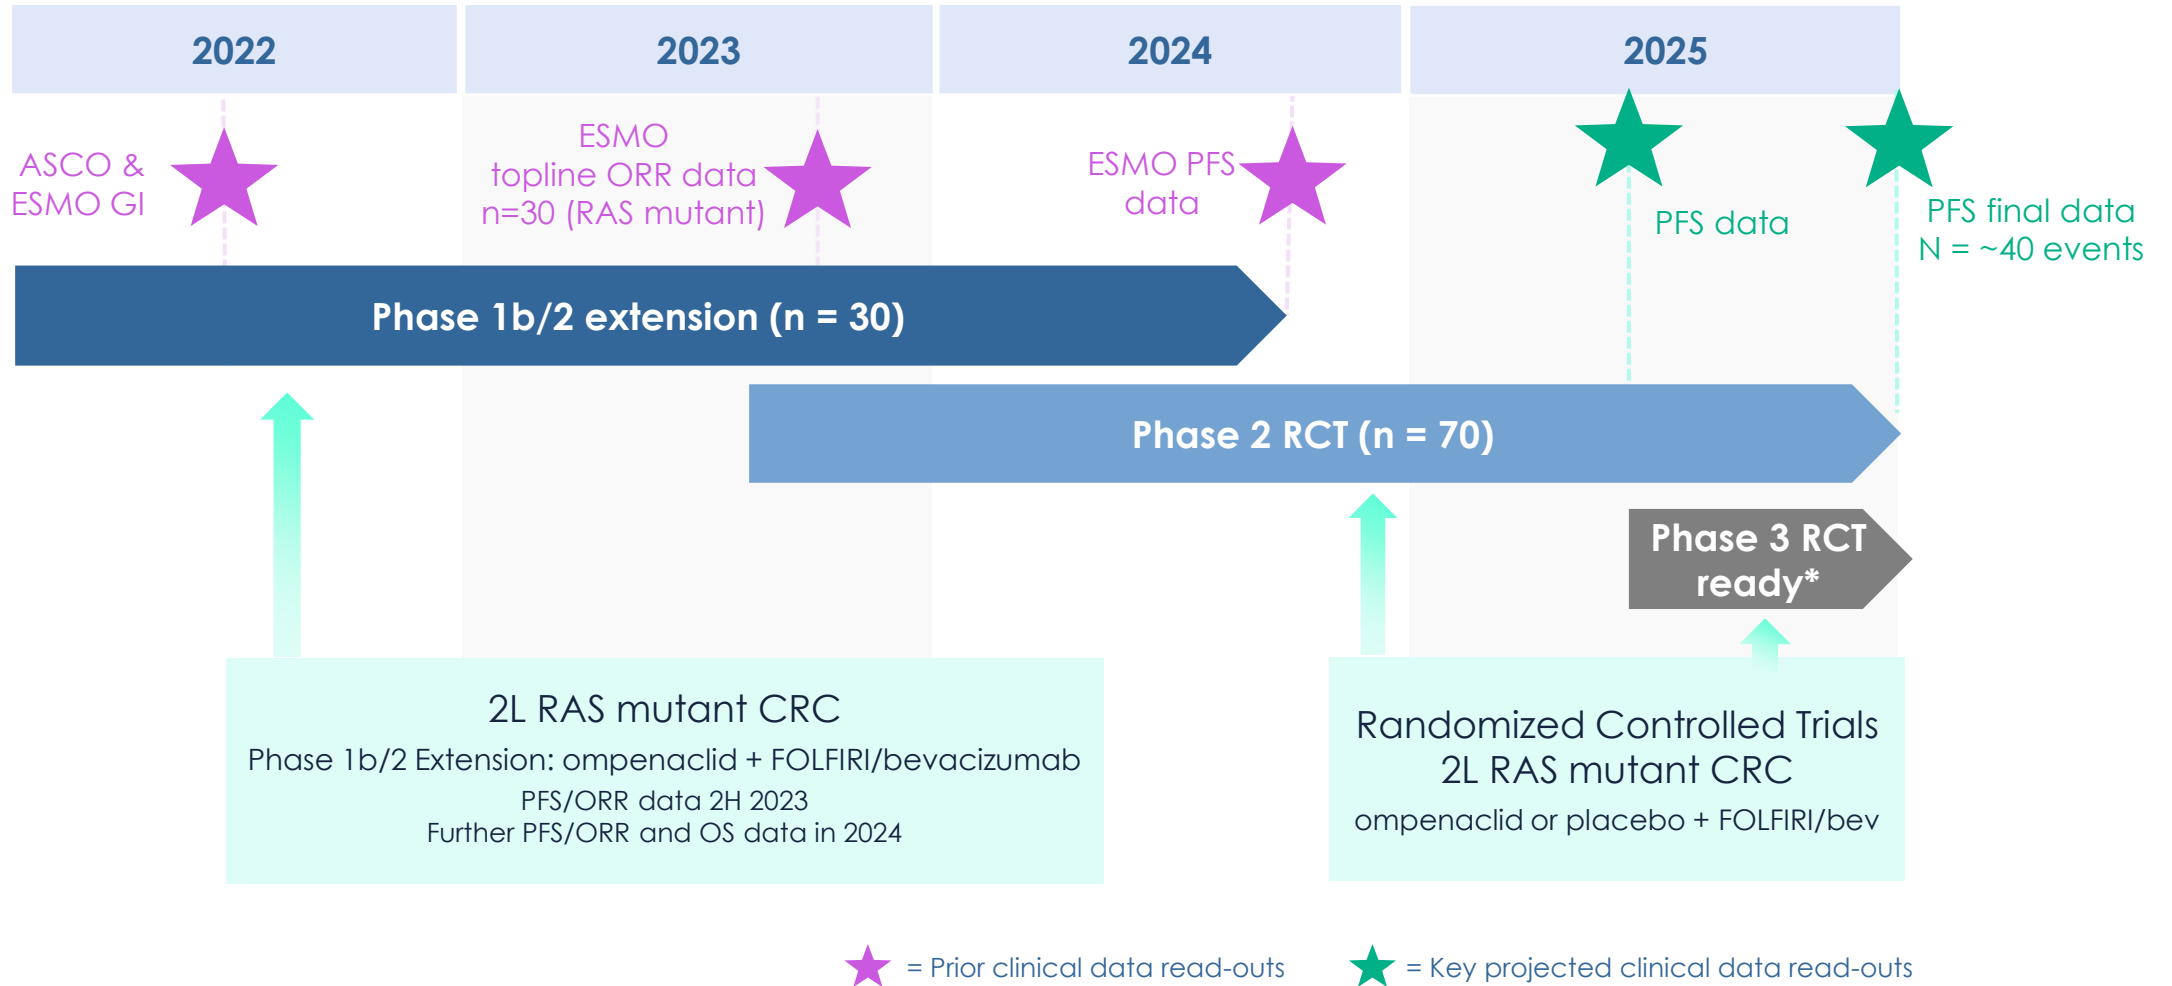 2022
2023
2024
2025
ASCO &
ESMO GI
ESMO
topline ORR data
n=30 (RAS mutant)
ESMO PFS
data
PFS data
PFS final data
N = ~40 events
Phase 1b/2 extension (n = 30)
Phase 2 RCT (n = 70)
Phase 3 RCT
ready*
2L RAS mutant CRC
Phase 1b/2 Extension: ompenaclid + FOLFIRI/bevacizumab
PFS/ORR data 2H 2023
Further PFS/ORR and OS data in 2024
Randomized Controlled Trials
2L RAS mutant CRC
ompenaclid or placebo + FOLFIRI/bev
= Prior clinical data read-outs
= Key projected clinical data read-outs